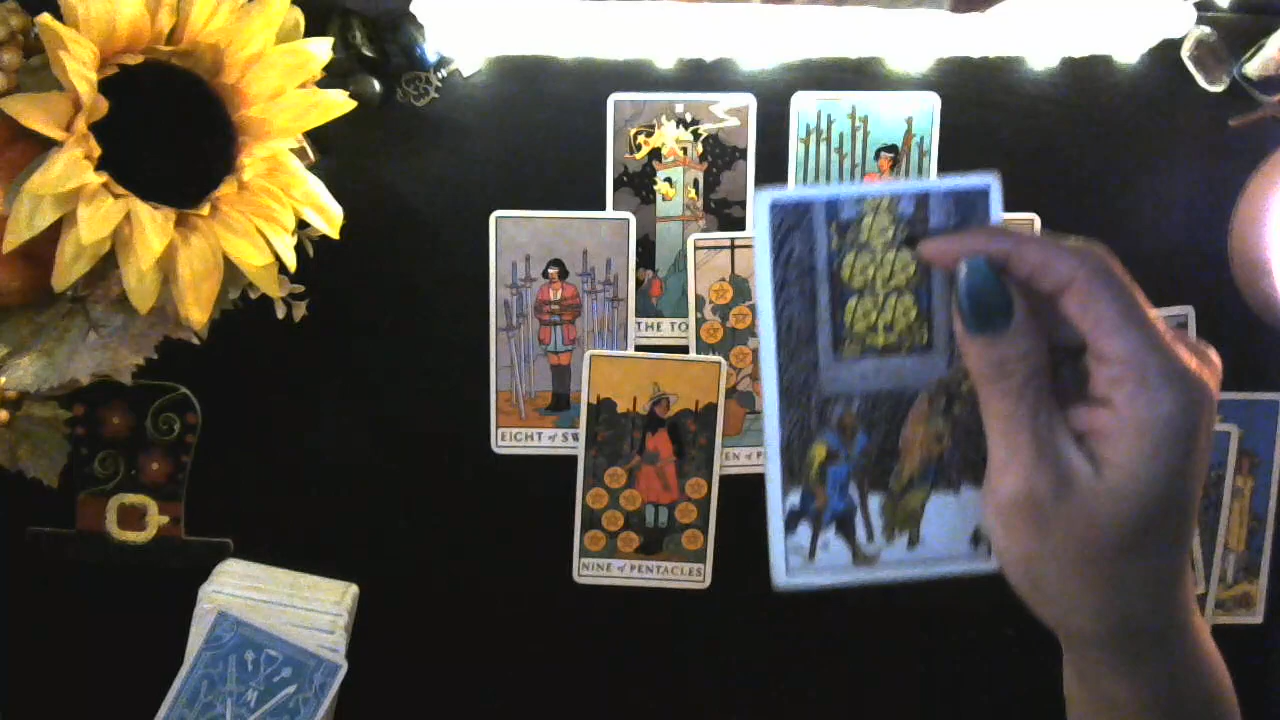 THE TO
EIGHT of SW
EN of P
NINE of PENTACLES